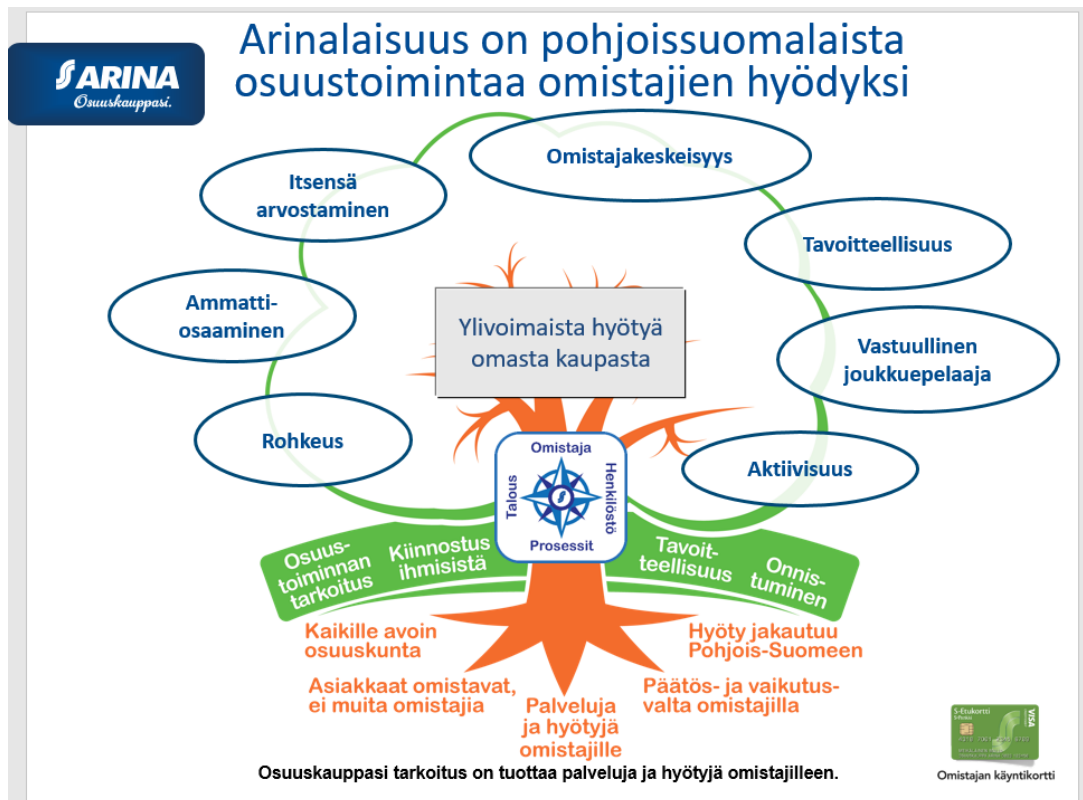 Arinalaisuus on pohjoissuomalaista
osuustoimintaa omistajien hyödyksi
ARINA
Osuuskauppasi.
Omistajakeskeisyys
Itsensä
arvostaminen
Tavoitteellisuus
Ammatti-
osaaminen
Ylivoimaista hyötyä
omasta kaupasta
Vastuullinen
joukkuepelaaja
Rohkeus
Aktiivisuus
Omistaja
Talous
Henkilöstö
Prosessit
Osuus-
toiminnan
tarkoitus
Kiinnostus
ihmisistä
Tavoit-
teellisuus
Onnis-
tuminen
Kaikille avoin
osuuskunta
Hyöty jakautuu
Pohjois-Suomeen
Asiakkaat omistavat,
ei muita omistajia
Palveluja
ja hyötyjä
omistajille
Päätös- ja vaikutus-
valta omistajilla
Osuuskauppasi tarkoitus on tuottaa palveluja ja hyötyjä omistajilleen.
S-Etukortti
VISA
Omistajan käyntikortti